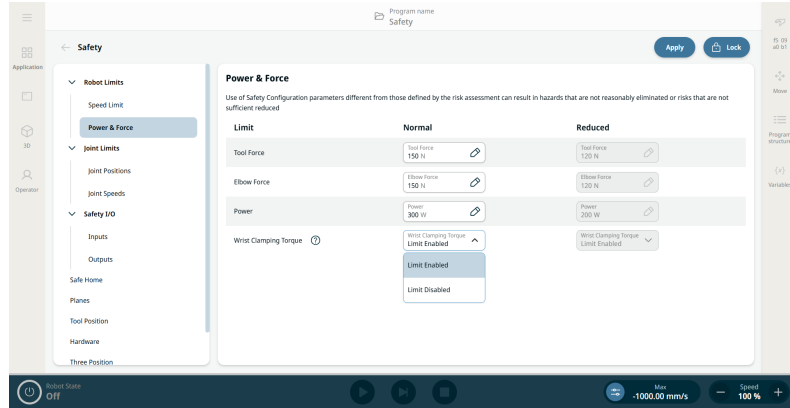 Program name
Safety
Safety
Apply
Lock
f5 09
a0 b1
Application
Move
Program
structure
3D
Operator
Variables
Robot Limits
Speed Limit
Power & Force
Joint Limits
Joint Positions
Joint Speeds
Safety I/O
Inputs
Outputs
Safe Home
Planes
Tool Position
Hardware
Three Position
Power & Force
Use of Safety Configuration parameters different from those defined by the risk assessment can result in hazards that are not reasonably eliminated or risks that are not
sufficient reduced
Limit Normal Reduced
Tool Force
Tool Force
150 N
Tool Force
120 N
Elbow Force
Elbow Force
150 N
Elbow Force
120 N
Power
Power
300 W
Power
200 W
Wrist Clamping Torque ?
Wrist Clamping Torque
Limit Enabled
Wrist Clamping Torque
Limit Enabled
Limit Enabled
Limit Disabled
Robot State
Off
Max
-1000.00 mm/s
Speed
100 %